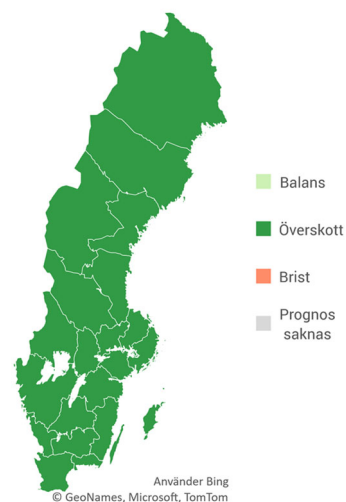 Balans
Överskott
Brist
Prognos
saknas
Använder Bing
© GeoNames, Microsoft, TomTom